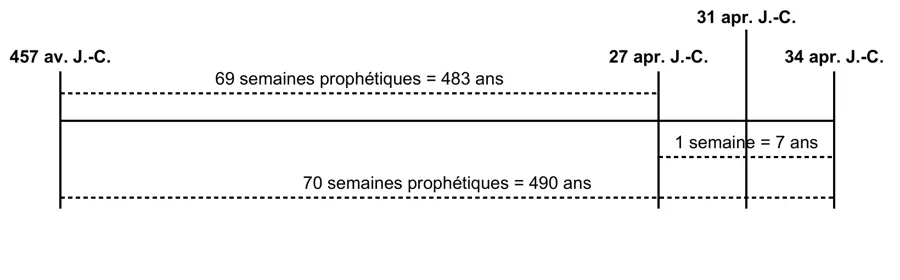 31 apr. J.-C.
457 av. J.-C.
27 apr. J.-C.
34 apr. J.-C.
69 semaines prophétiques = 483 ans
1 semaine = 7 ans
70 semaines prophétiques = 490 ans